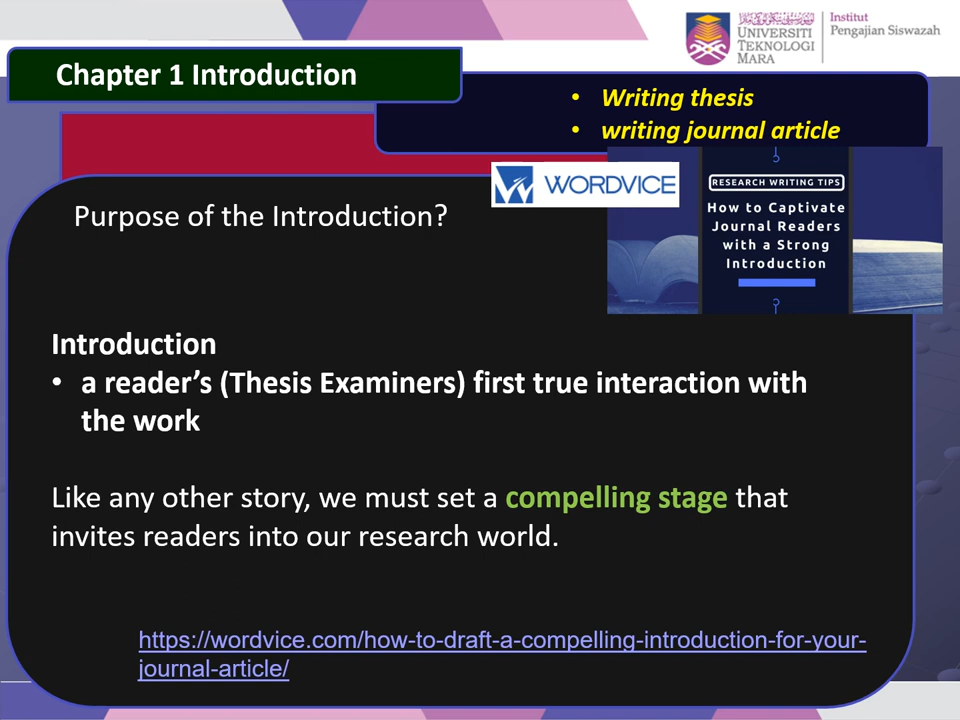 UNIVERSITI
TEKNOLOGI
MARA
Institut
Pengajian Siswazah
Chapter 1 Introduction
• Writing thesis
• writing journal article
WORDVICE
RESEARCH WRITING TIPS
How to Captivate
Journal Readers
with a Strong
Introduction
Purpose of the Introduction?
Introduction
• a reader’s (Thesis Examiners) first true interaction with
the work
Like any other story, we must set a compelling stage that
invites readers into our research world.
https://wordvice.com/how-to-draft-a-compelling-introduction-for-your-
journal-article/